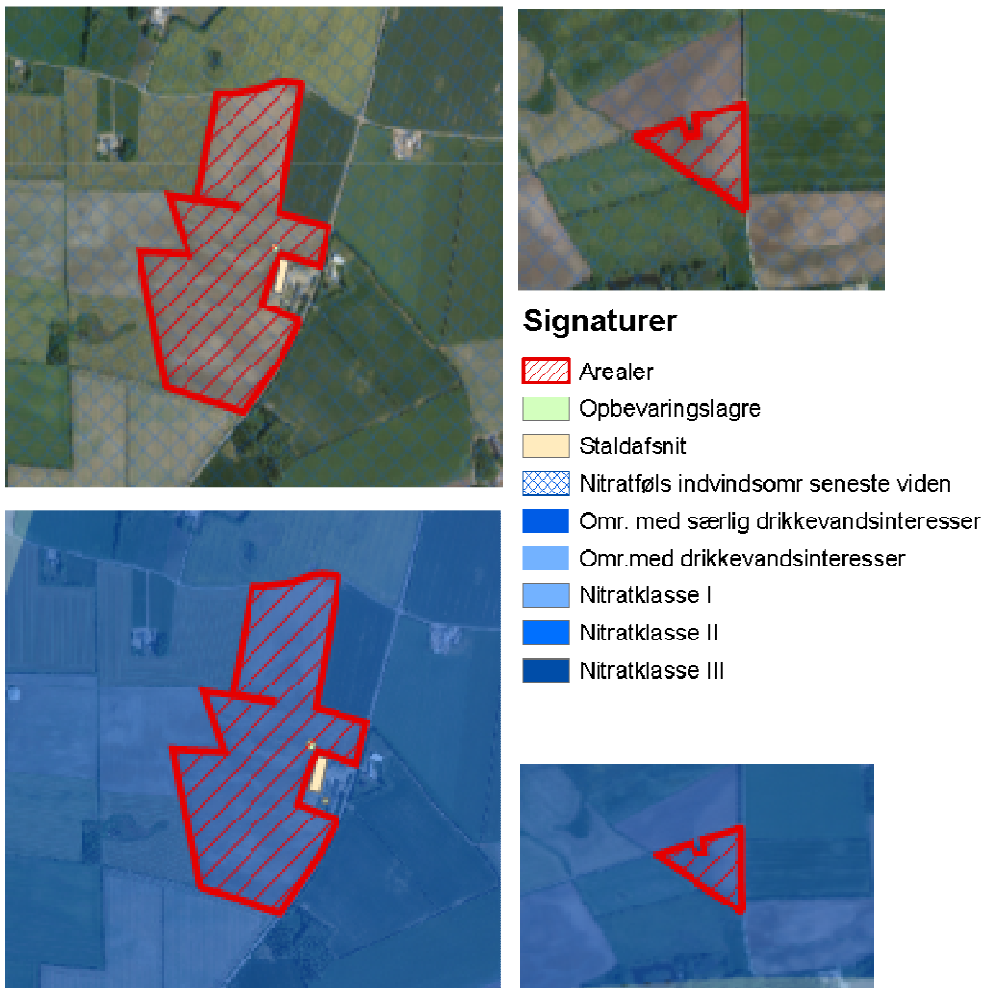 Signaturer
Arealer
Opbevaringslagre
Staldafsnit
Nitratføls indvindsomr seneste viden
Omr. med særlig drikkevandsinteresser
Omr.med drikkevandsinteresser
Nitratklasse I
Nitratklasse II
Nitratklasse III